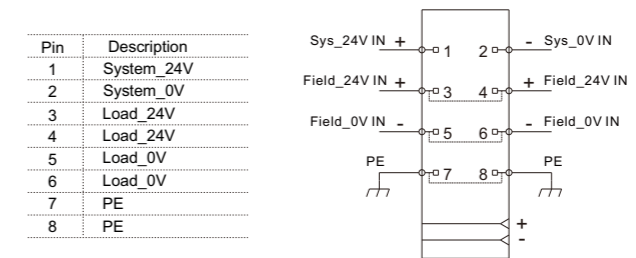 Pin Description
1 System_24V
2 System_0V
3 Load_24V
4 Load_24V
5 Load_0V
6 Load_0V
7 PE
8 PE
Sys_24V IN + 1 2 - Sys_0V IN
Field_24V IN + 3 4 + Field_24V IN
Field_0V IN - 5 6 - Field_0V IN
PE 7 8 PE
+
-